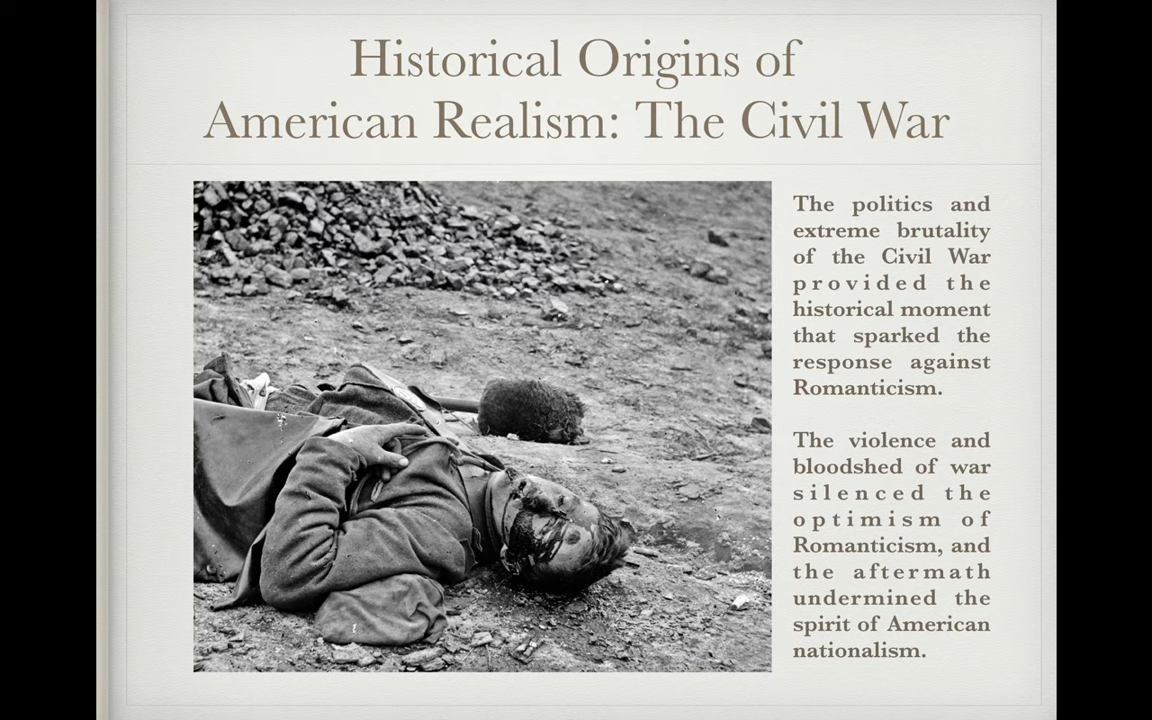 Historical Origins of
American Realism: The Civil War
The politics and
extreme brutality
of the Civil War
provided the
historical moment
that sparked the
response against
Romanticism.
The violence and
bloodshed of war
silenced the
optimism of
Romanticism, and
the aftermath
undermined the
spirit of American
nationalism.